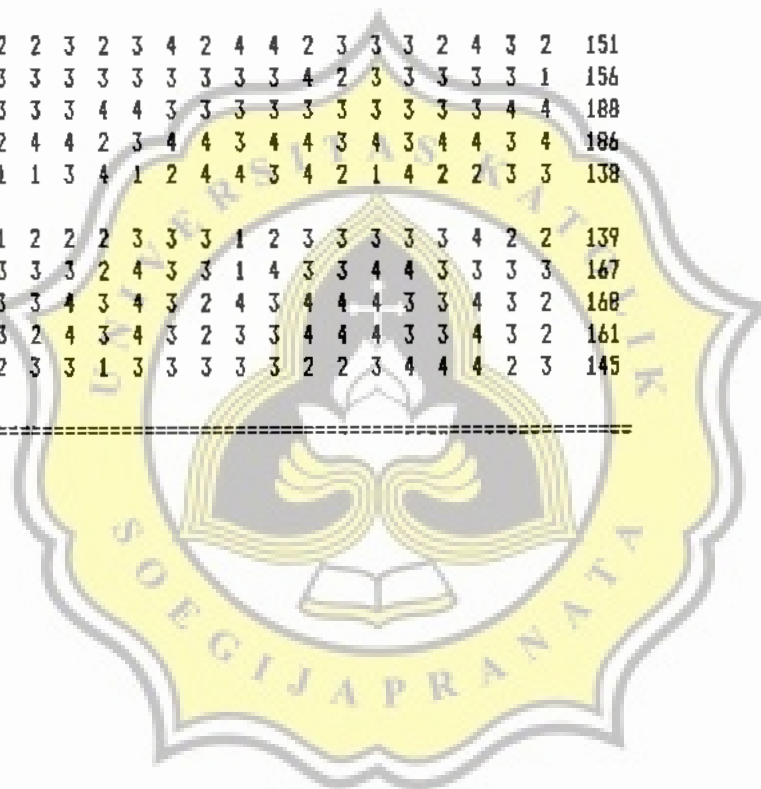 2 2 3 2 3 4 2 4 4 2 3 3 3 2 4 3 2 151
3 3 3 3 3 3 3 3 3 4 2 3 3 3 3 3 1 156
3 3 3 4 4 3 3 3 3 3 3 3 3 3 3 4 4 188
2 4 4 2 3 4 4 3 4 4 3 4 3 4 4 3 4 186
1 1 3 4 1 2 4 4 3 4 2 1 4 2 2 3 3 138
1 2 2 2 3 3 3 1 2 3 3 3 3 3 4 2 2 139
3 3 3 2 4 3 3 1 4 3 3 4 4 3 3 3 3 167
3 3 4 3 4 3 2 4 3 4 4 4 3 3 4 3 2 168
3 2 4 3 4 3 2 3 3 4 4 4 3 3 4 3 2 161
2 3 3 1 3 3 3 3 3 2 2 3 4 4 4 2 3 145
UNIVERSITAS KATOLIK
SOEGIJAPRANATA